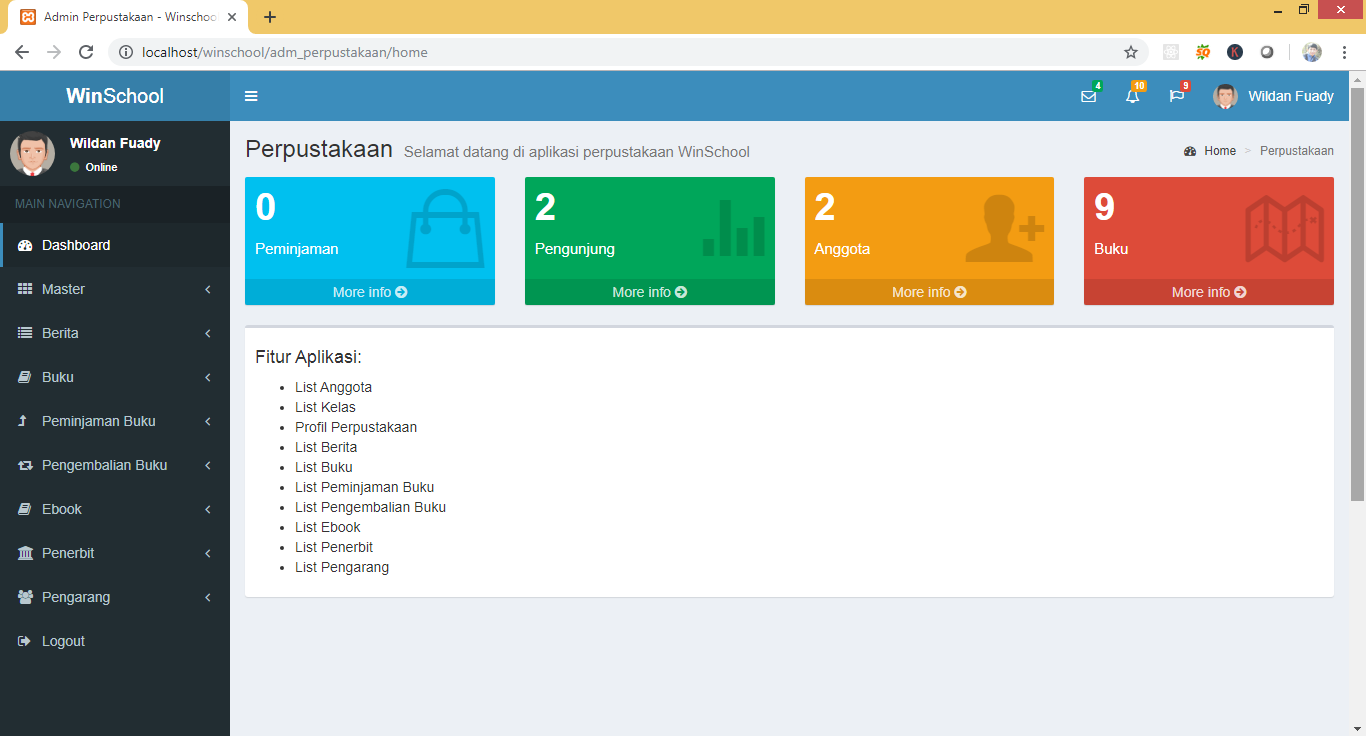 Admin Perpustakaan - Winschoo
localhost/winschool/adm_perpustakaan/home
WinSchool
4
10
9
Wildan Fuady
Wildan Fuady
Online
MAIN NAVIGATION
Dashboard
Master
Berita
Buku
Peminjaman Buku
Pengembalian Buku
Ebook
Penerbit
Pengarang
Logout
Perpustakaan Selamat datang di aplikasi perpustakaan WinSchool
Home > Perpustakaan
0
Peminjaman
More info
2
Pengunjung
More info
2
Anggota
More info
9
Buku
More info
Fitur Aplikasi:
• List Anggota
• List Kelas
• Profil Perpustakaan
• List Berita
• List Buku
• List Peminjaman Buku
• List Pengembalian Buku
• List Ebook
• List Penerbit
• List Pengarang